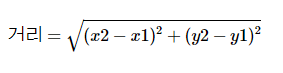 거리 = √(x2 − x1)² + (y2 − y1)²